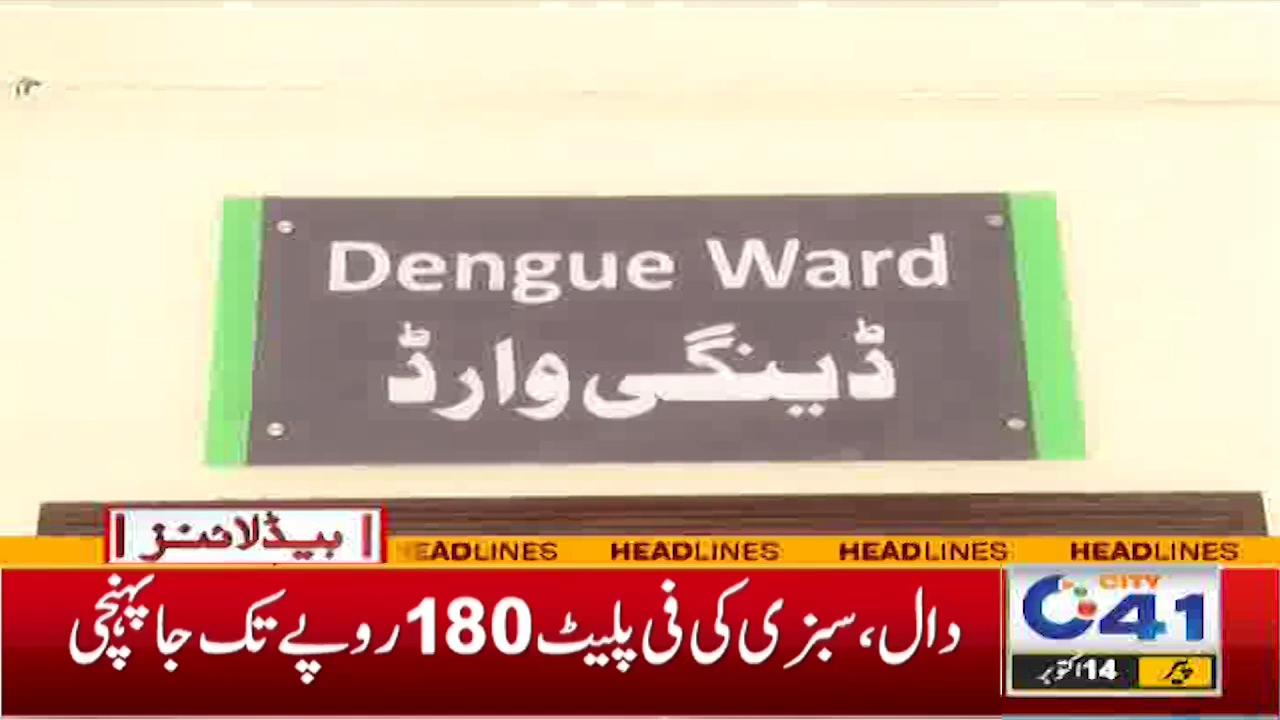 Dengue Ward
ڈینگی وارڈ
ہیڈلائنز
HEADLINES HEADLINES HEADLINES HEADLINES
دال، سبزی کی فی پلیٹ 180 روپے تک جا پہنچی
CITY
41
پیر 14 اکتوبر